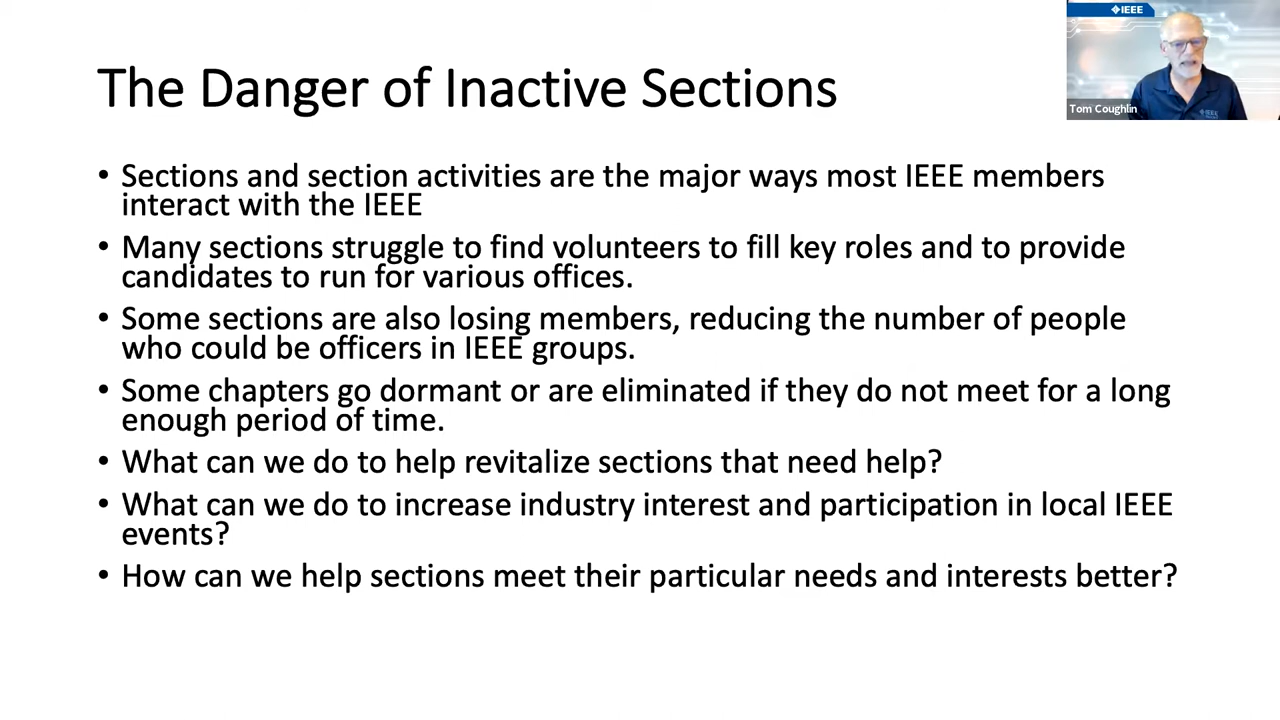 The Danger of Inactive Sections
IEEE
IEEE
Tom Coughlin
• Sections and section activities are the major ways most IEEE members
interact with the IEEE
• Many sections struggle to find volunteers to fill key roles and to provide
candidates to run for various offices.
• Some sections are also losing members, reducing the number of people
who could be officers in IEEE groups.
• Some chapters go dormant or are eliminated if they do not meet for a long
enough period of time.
• What can we do to help revitalize sections that need help?
• What can we do to increase industry interest and participation in local IEEE
events?
• How can we help sections meet their particular needs and interests better?